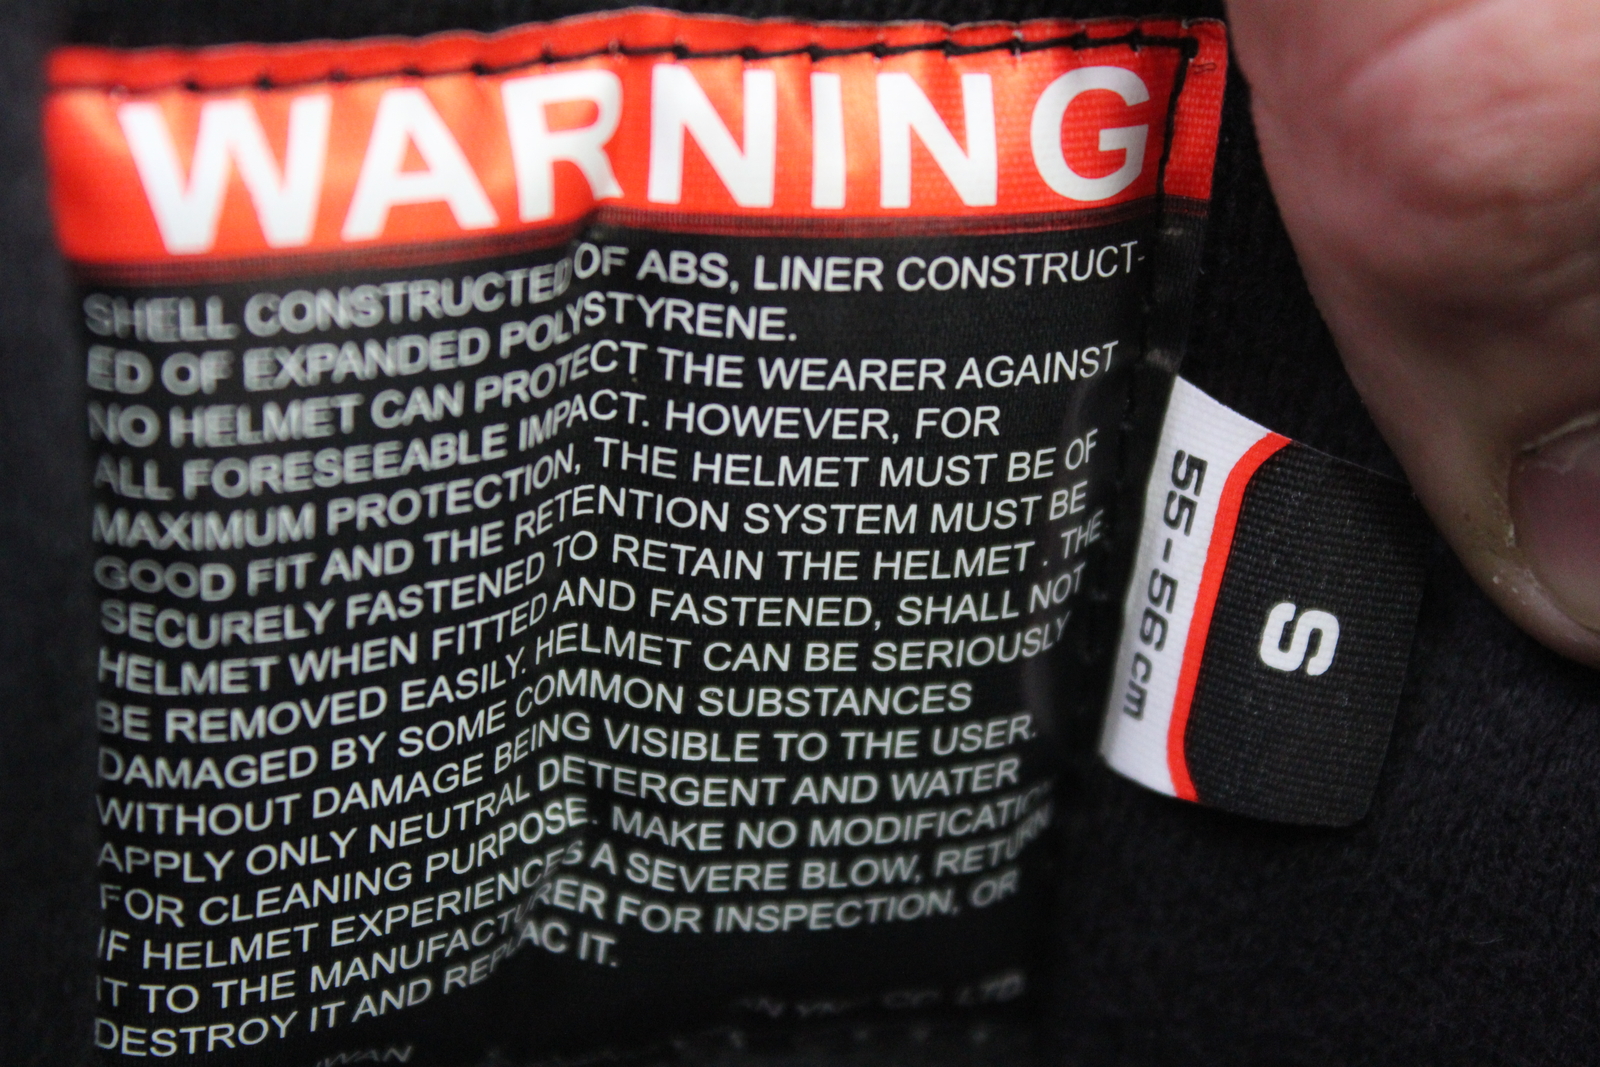 WARNING
SHELL CONSTRUCTED OF ABS, LINER CONSTRUCT-
ED OF EXPANDED POLYSTYRENE.
NO HELMET CAN PROTECT THE WEARER AGAINST
ALL FORESEEABLE IMPACT. HOWEVER, FOR
MAXIMUM PROTECTION, THE HELMET MUST BE OF
GOOD FIT AND THE RETENTION SYSTEM MUST BE
SECURELY FASTENED TO RETAIN THE HELMET . THE
HELMET WHEN FITTED AND FASTENED, SHALL NOT
BE REMOVED EASILY. HELMET CAN BE SERIOUSLY
DAMAGED BY SOME COMMON SUBSTANCES
WITHOUT DAMAGE BEING VISIBLE TO THE USER.
APPLY ONLY NEUTRAL DETERGENT AND WATER
FOR CLEANING PURPOSE. MAKE NO MODIFICATIO
IF HELMET EXPERIENCES A SEVERE BLOW, RETURN
IT TO THE MANUFACTURER FOR INSPECTION, OR
DESTROY IT AND REPLAC IT.
CO. LTD
55-56cm
S